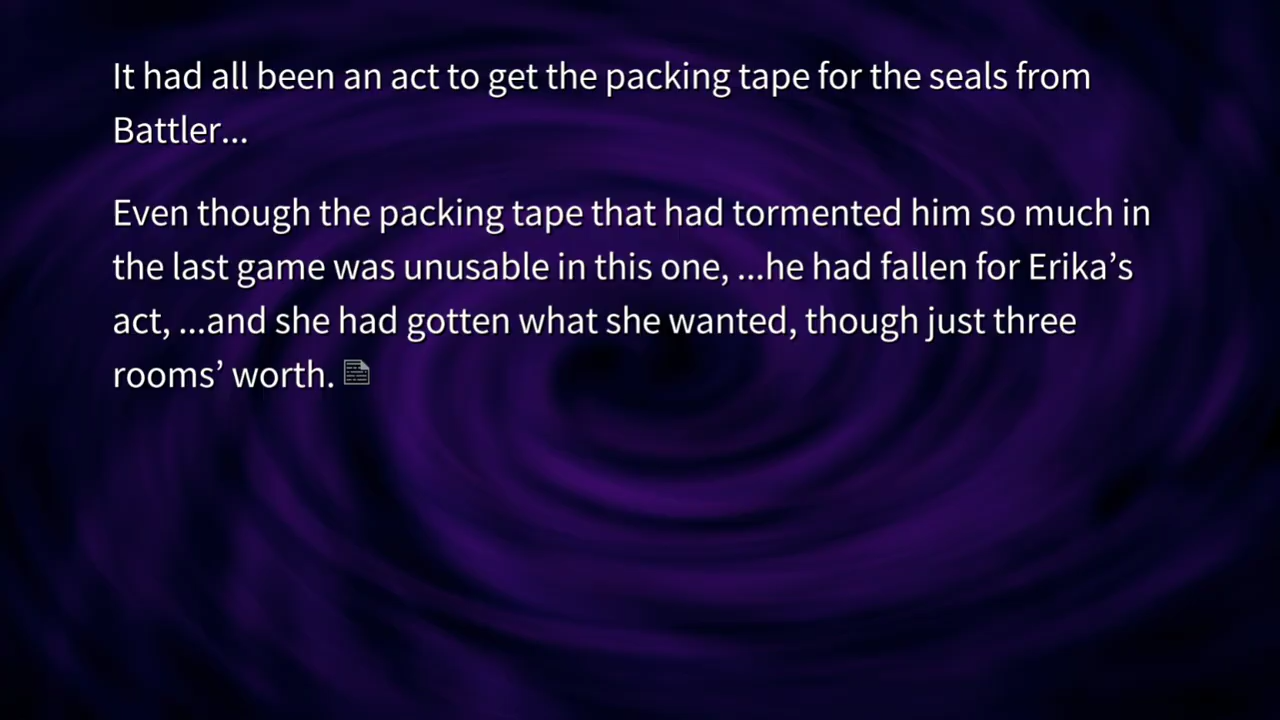 It had all been an act to get the packing tape for the seals from
Battler...
Even though the packing tape that had tormented him so much in
the last game was unusable in this one, ...he had fallen for Erika’s
act, ...and she had gotten what she wanted, though just three
rooms’ worth.